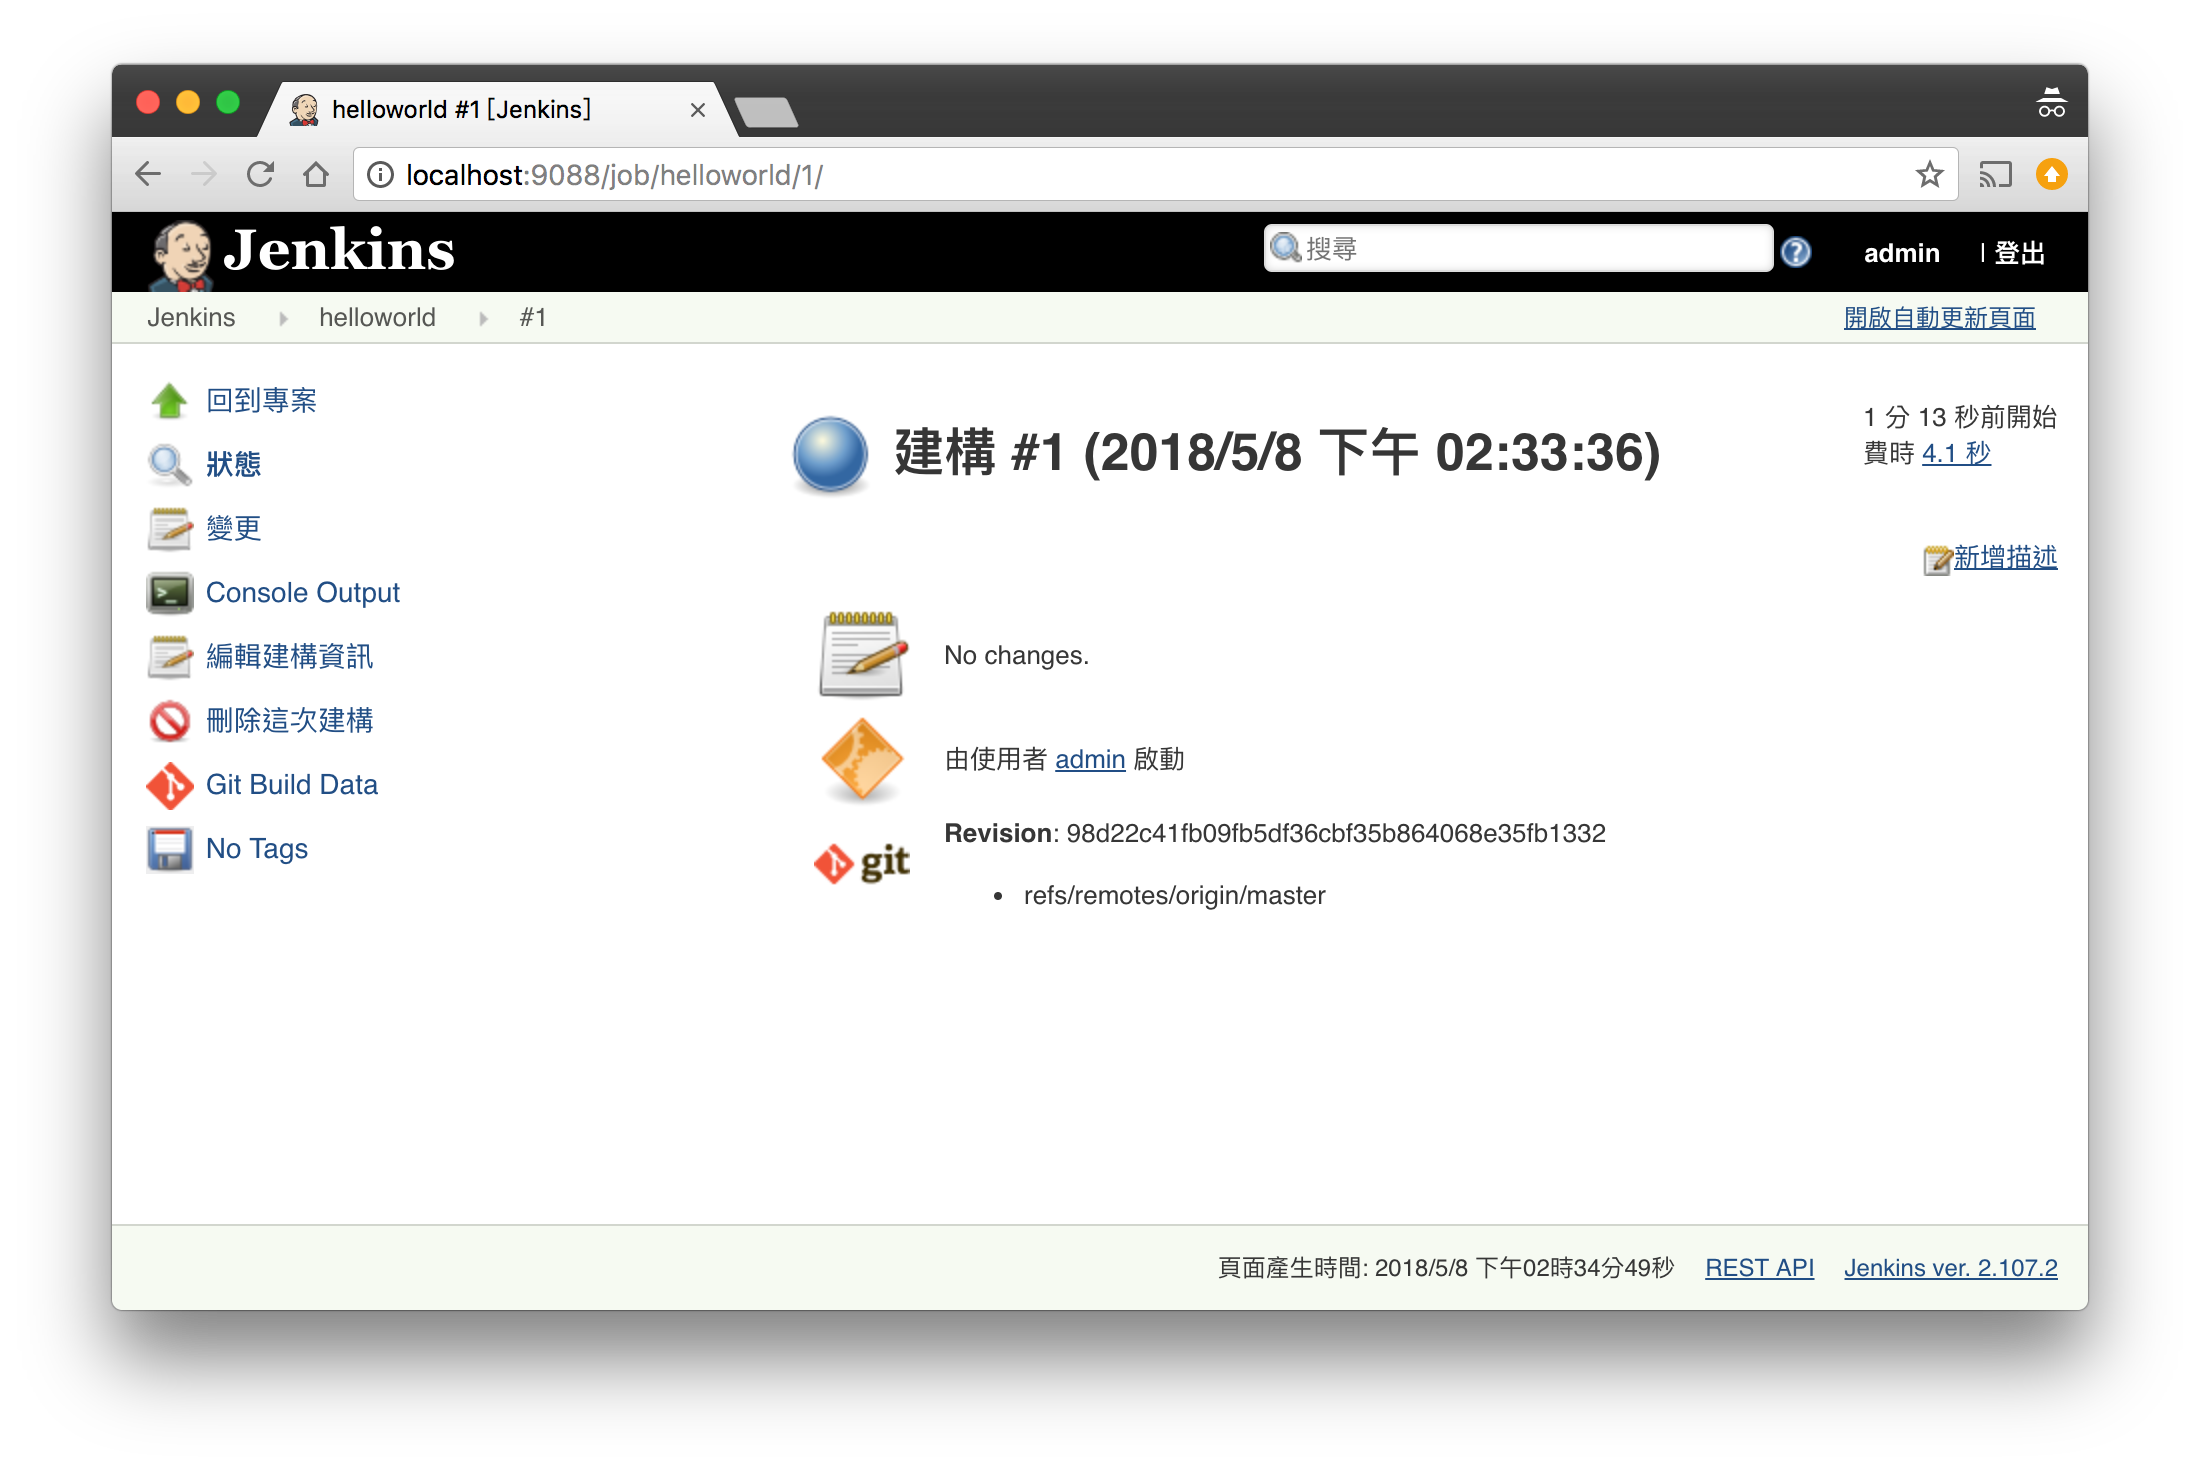 helloworld #1 [Jenkins]
localhost:9088/job/helloworld/1/
Jenkins
搜尋
admin | 登出
Jenkins helloworld #1
開啟自動更新頁面
回到專案
狀態
變更
Console Output
編輯建構資訊
刪除這次建構
Git Build Data
No Tags
建構 #1 (2018/5/8 下午 02:33:36)
1 分 13 秒前開始
費時 4.1 秒
新增描述
No changes.
由使用者 admin 啟動
Revision: 98d22c41fb09fb5df36cbf35b864068e35fb1332
git
• refs/remotes/origin/master
頁面產生時間: 2018/5/8 下午02時34分49秒 REST API Jenkins ver. 2.107.2